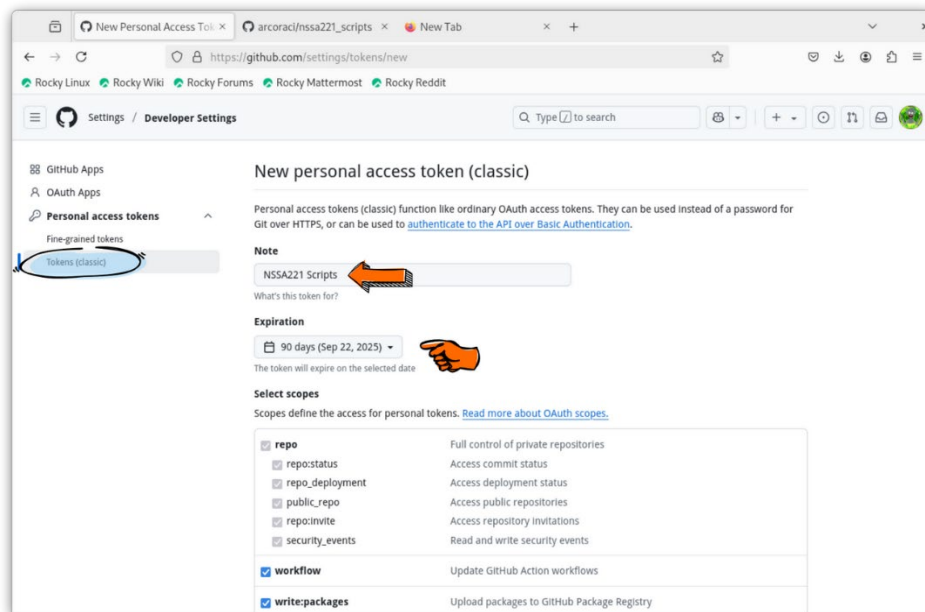 New Personal Access Tok
arcoraci/nssa221_scripts
New Tab
https://github.com/settings/tokens/new
Rocky Linux Rocky Wiki Rocky Forums Rocky Mattermost Rocky Reddit
Settings / Developer Settings
Type / to search
GitHub Apps
OAuth Apps
Personal access tokens
Fine-grained tokens
Tokens (classic)
New personal access token (classic)
Personal access tokens (classic) function like ordinary OAuth access tokens. They can be used instead of a password for
Git over HTTPS, or can be used to authenticate to the API over Basic Authentication.
Note
NSSA221 Scripts
What's this token for?
Expiration
90 days (Sep 22, 2025)
The token will expire on the selected date
Select scopes
Scopes define the access for personal tokens. Read more about OAuth scopes.
repo Full control of private repositories
repo:status Access commit status
repo_deployment Access deployment status
public_repo Access public repositories
repo:invite Access repository invitations
security_events Read and write security events
workflow Update GitHub Action workflows
write:packages Upload packages to GitHub Package Registry